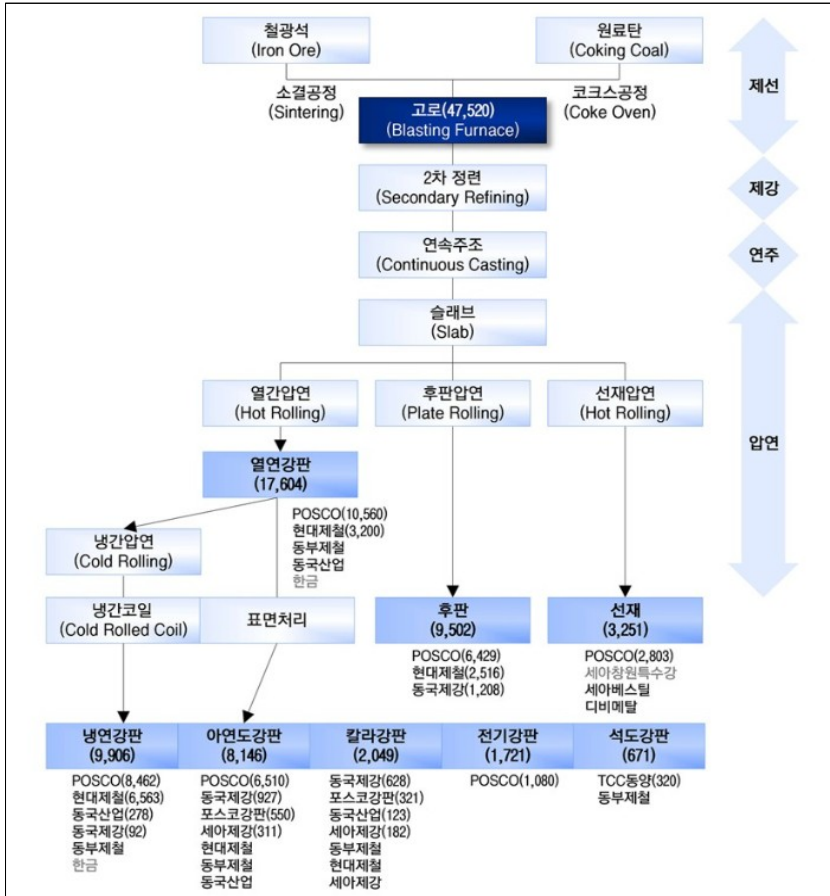 철광석
(Iron Ore)
원료탄
(Coking Coal)
제선
소결공정
(Sintering)
코크스공정
(Coke Oven)
고로(47,520)
(Blasting Furnace)
2차 정련
(Secondary Refining)
제강
연속주조
(Continuous Casting)
연주
슬래브
(Slab)
열간압연
(Hot Rolling)
후판압연
(Plate Rolling)
선재압연
(Hot Rolling)
압연
열연강판
(17,604)
POSCO(10,560)
현대제철(3,200)
동부제철
동국산업
한금
냉간압연
(Cold Rolling)
냉간코일
(Cold Rolled Coil)
표면처리
후판
(9,502)
POSCO(6,429)
현대제철(2,516)
동국제강(1,208)
선재
(3,251)
POSCO(2,803)
세아창원특수강
세아베스틸
디비메탈
냉연강판
(9,906)
POSCO(8,462)
현대제철(6,563)
동국산업(278)
동국제강(92)
동부제철
한금
아연도강판
(8,146)
POSCO(6,510)
동국제강(927)
포스코강판(550)
세아제강(311)
현대제철
동부제철
동국산업
칼라강판
(2,049)
동국제강(628)
포스코강판(321)
동국산업(123)
세아제강(182)
동부제철
현대제철
세아제강
전기강판
(1,721)
POSCO(1,080)
석도강판
(671)
TCC동양(320)
동부제철